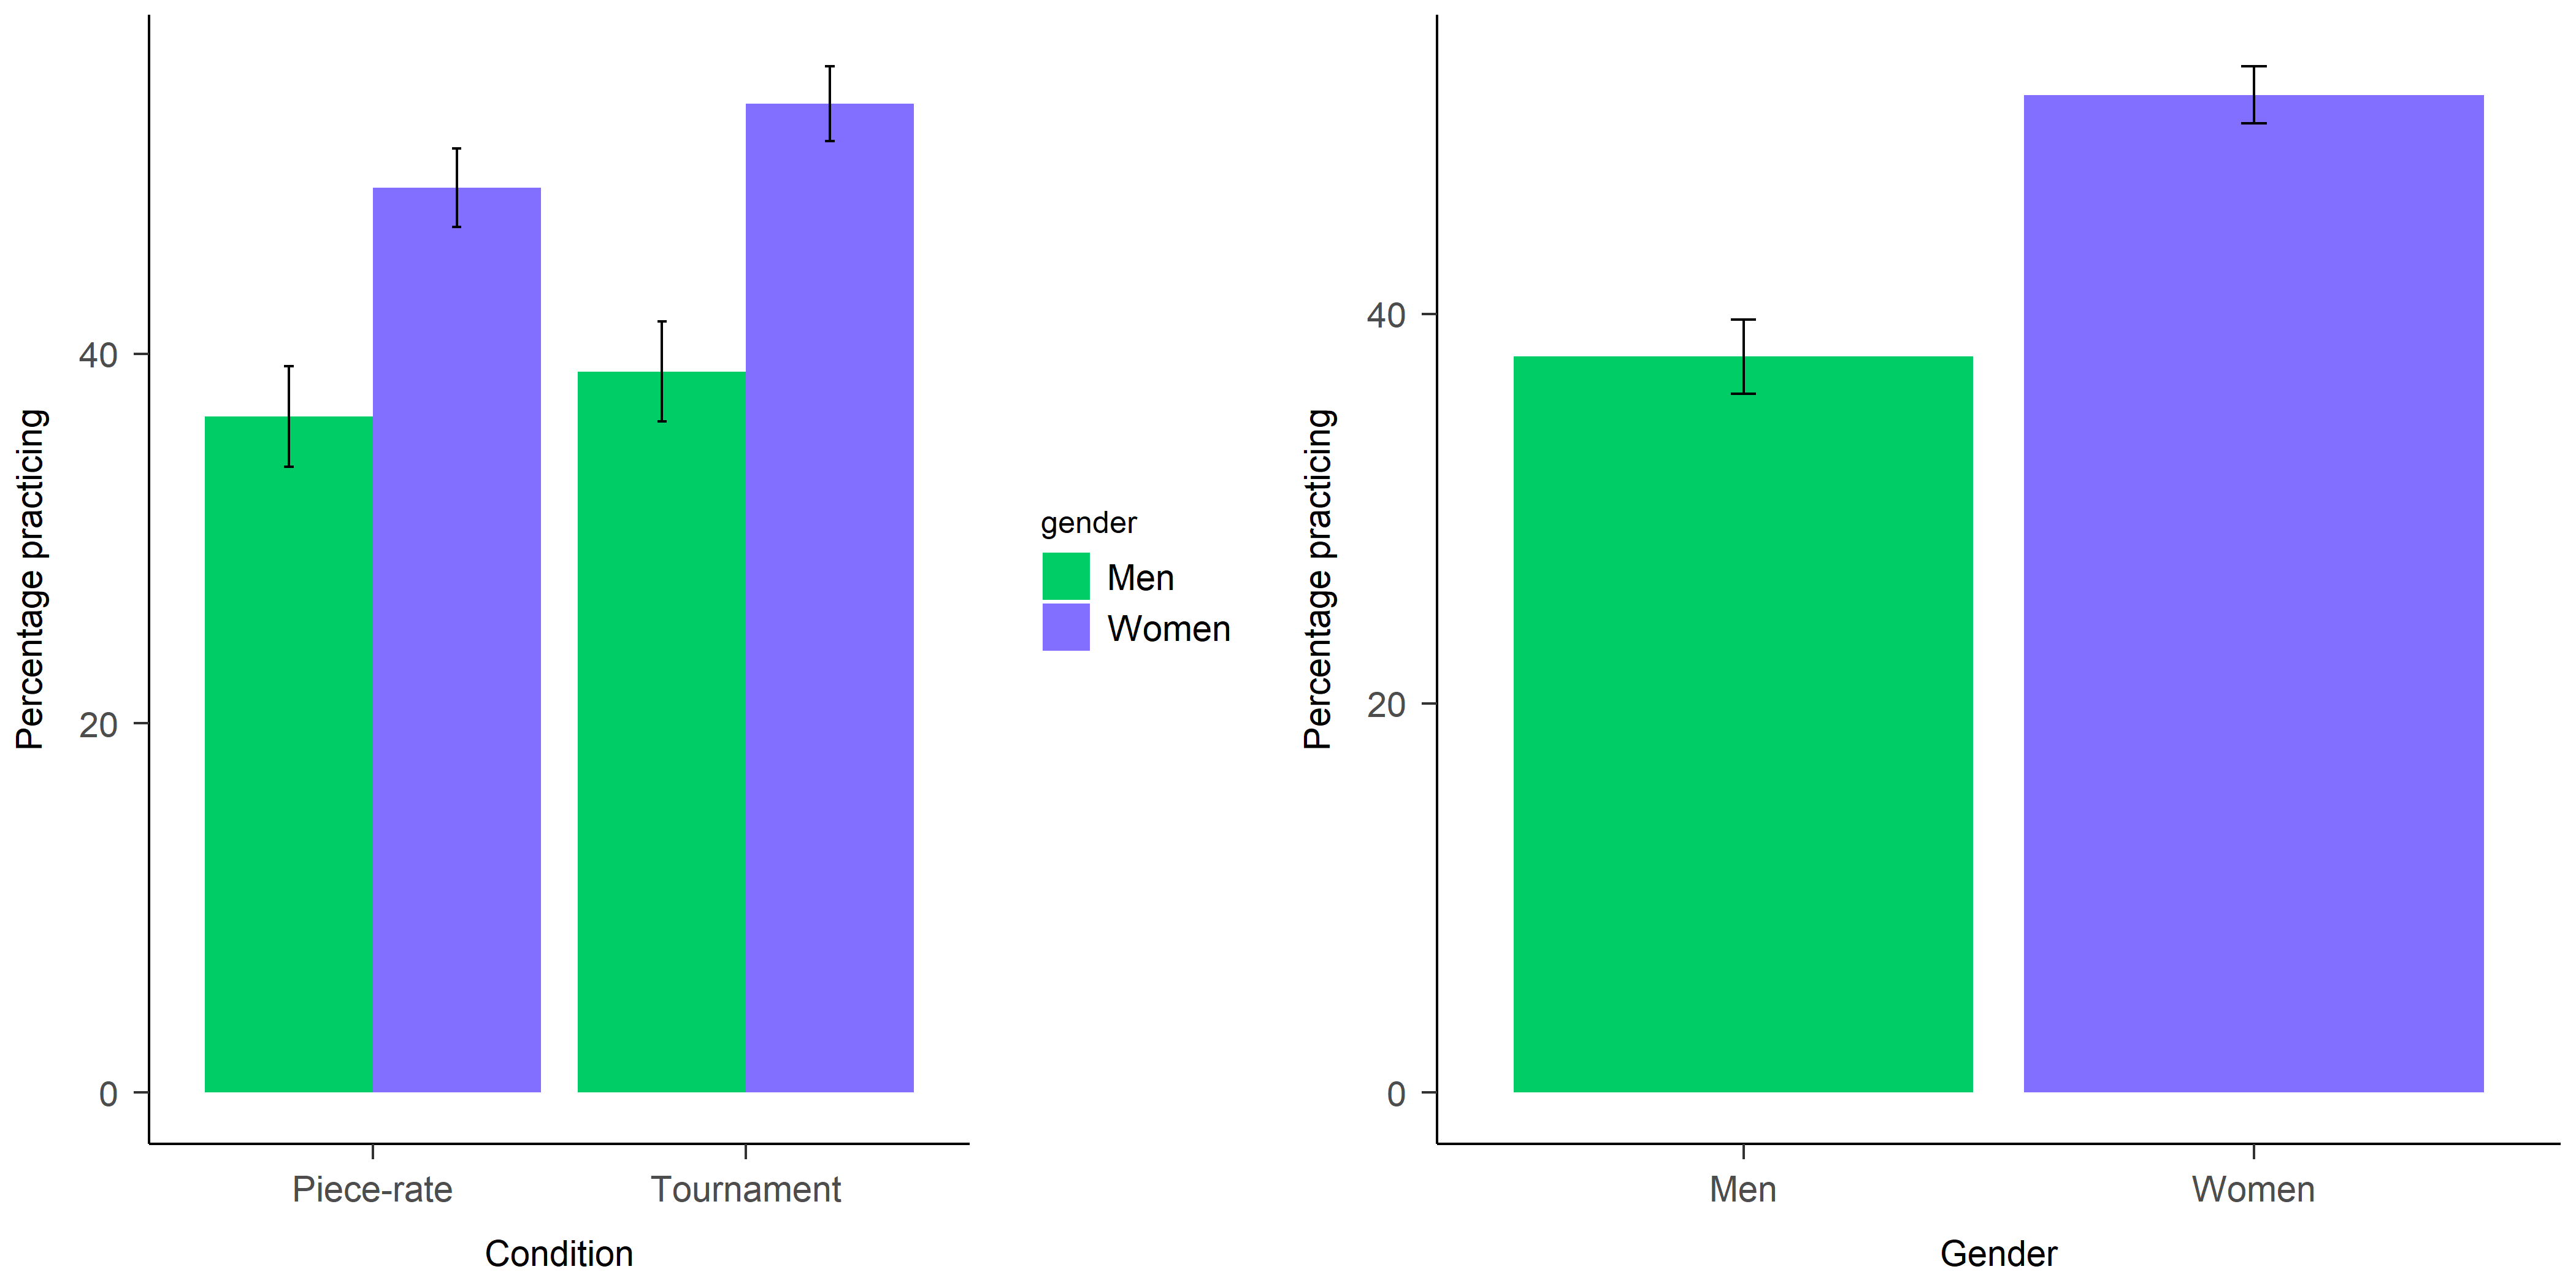 Percentage practicing
40
20
0
Piece-rate
Tournament
Condition
gender
Men
Women
Percentage practicing
40
20
0
Men
Women
Gender